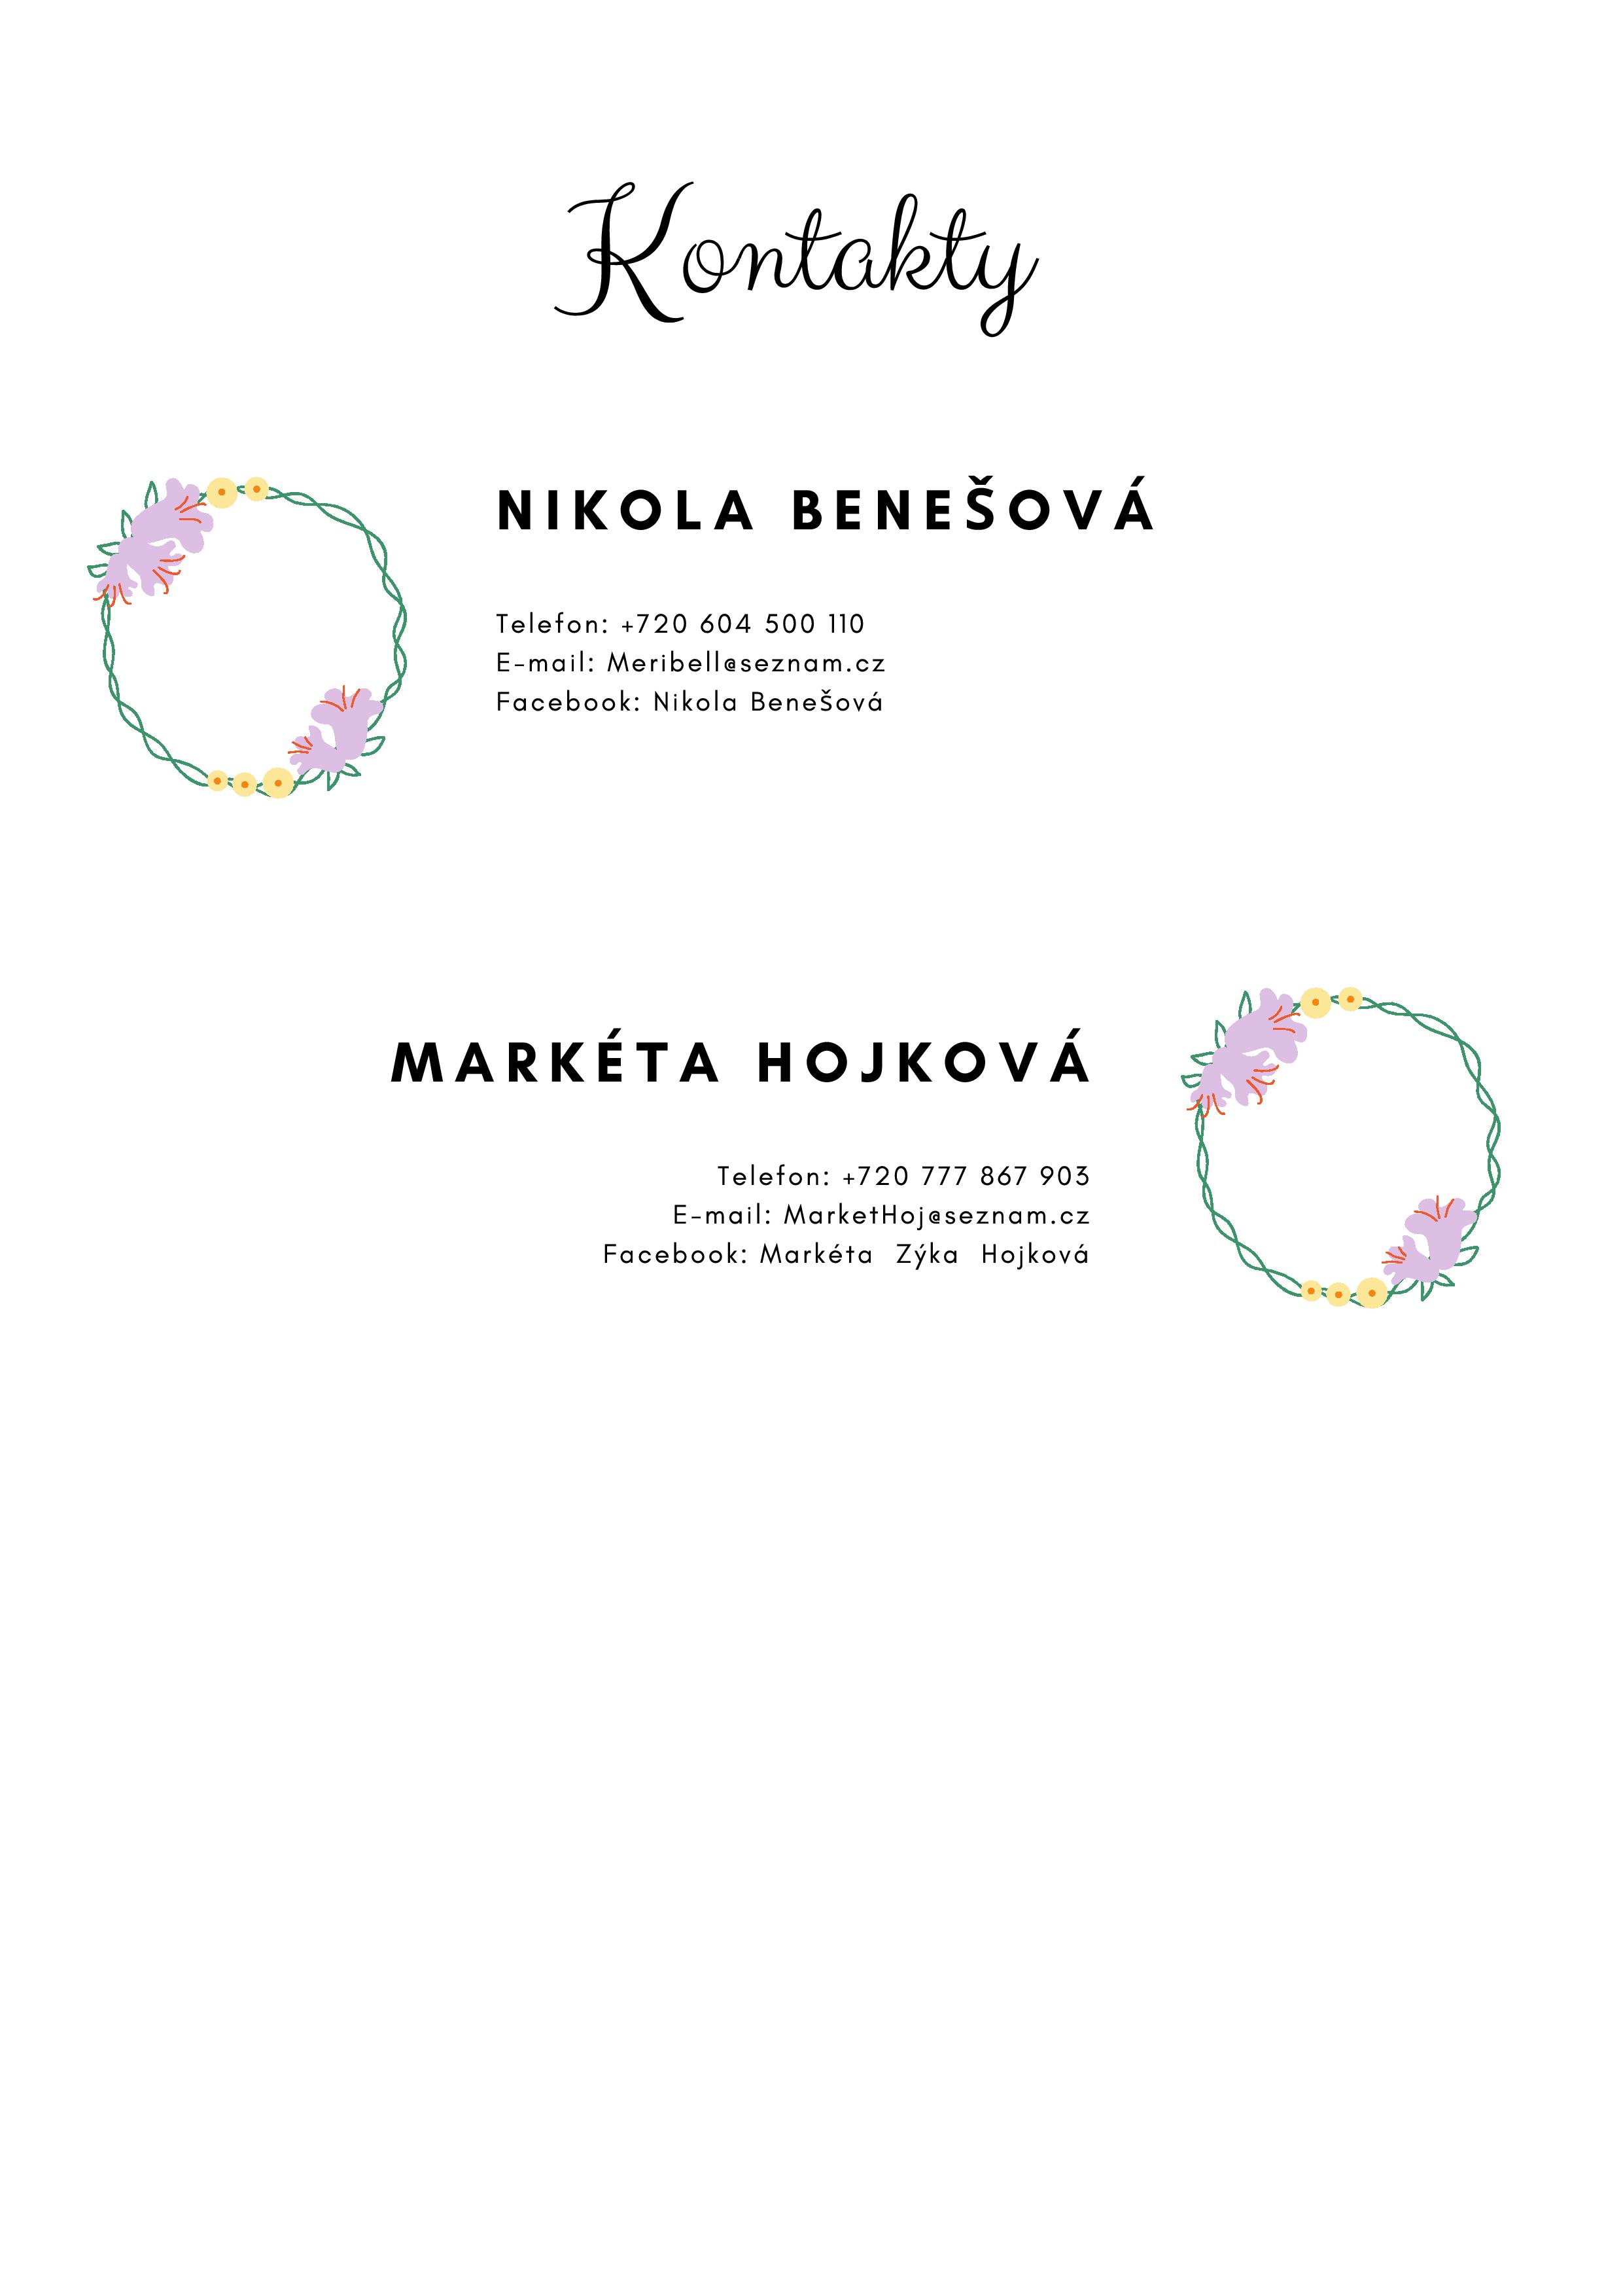 Kontakty
NIKOLA BENEŠOVÁ
Telefon: +720 604 500 110
E-mail: Meribell@seznam.cz
Facebook: Nikola Benešová
MARKÉTA HOJKOVÁ
Telefon: +720 777 867 903
E-mail: MarketHoj@seznam.cz
Facebook: Markéta Zýka Hojková